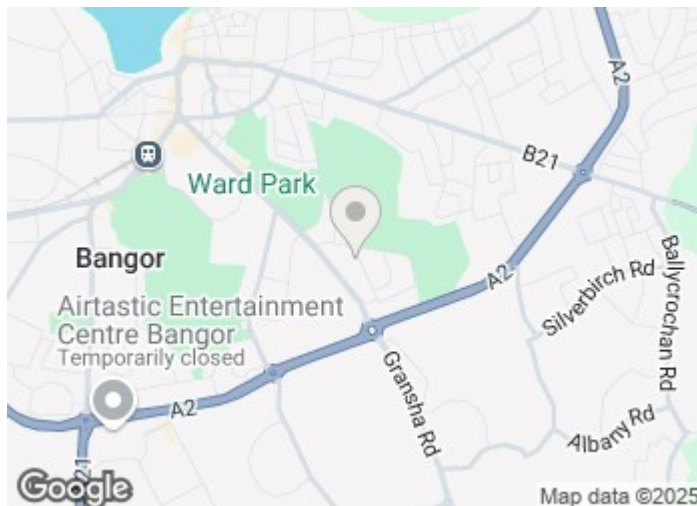 A2
B21
Ward Park
Bangor
A2
Silverbirch Rd
Ballycrochan Rd
Airtastic Entertainment
Centre Bangor
Temporarily closed
A2
Gransha Rd
Albany Rd
Google
Map data ©2025